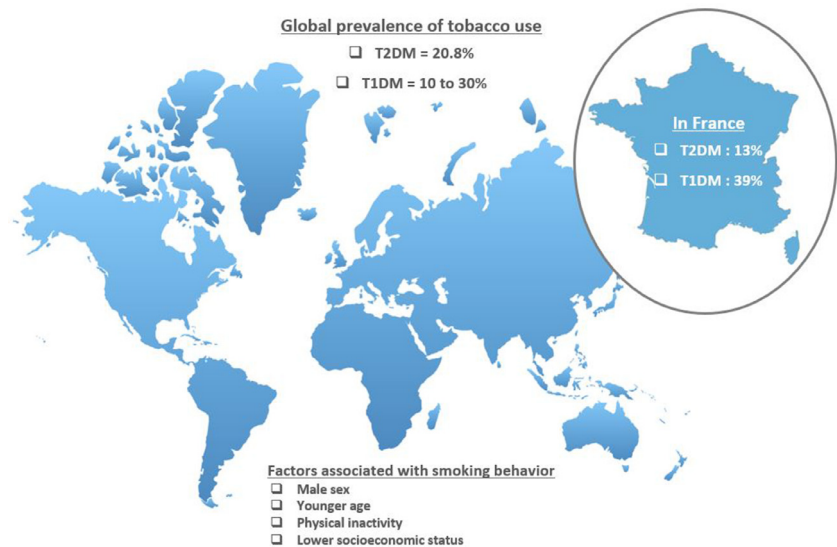 Global prevalence of tobacco use
❑ T2DM = 20.8%
❑ T1DM = 10 to 30%
In France
❑ T2DM : 13%
❑ T1DM : 39%
Factors associated with smoking behavior
❑ Male sex
❑ Younger age
❑ Physical inactivity
❑ Lower socioeconomic status